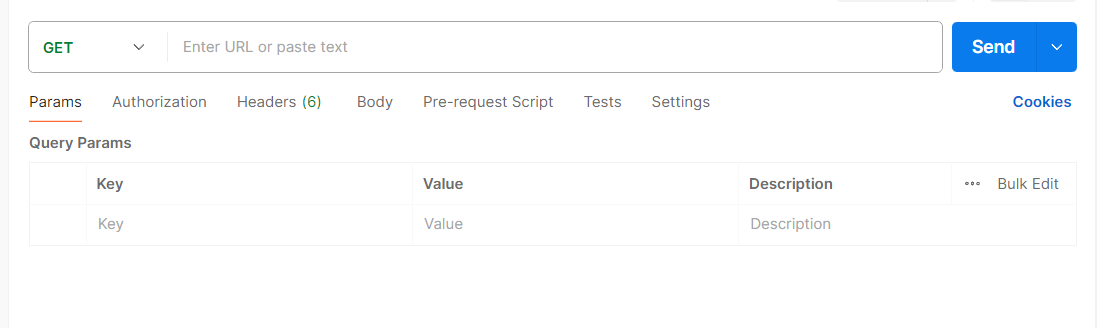 GET Enter URL or paste text Send
Params Authorization Headers (6) Body Pre-request Script Tests Settings Cookies
Query Params
Key Value Description Bulk Edit
Key Value Description